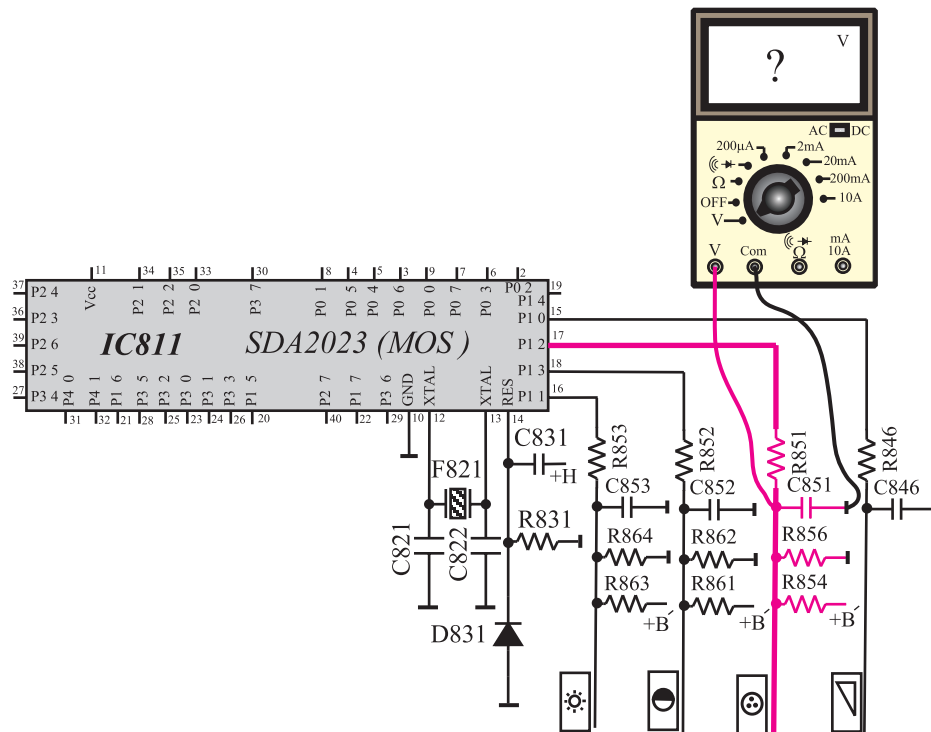 ? V
AC DC
200µA 2mA
20mA
Ω 200mA
OFF 10A
V
V Com Ω mA
10A
11 34 35 33 30 8 4 5 3 9 7 6 2
37 P2 4 Vcc P2 1 P2 2 P2 0 P3 7 P0 1 P0 5 P0 4 P0 6 P0 0 P0 7 P0 3 P0 2
P1 4 19
36 P2 3 P1 0 15
39 P2 6 IC811 SDA2023 (MOS) P1 2 17
38 P2 5 P1 3 18
27 P3 4 P4 0 P4 1 P1 6 P3 5 P3 2 P3 0 P3 1 P3 3 P1 5 P2 7 P1 7 P3 6 GND XTAL XTAL RES P1 1 16
31 32 21 28 25 23 24 26 20 40 22 29 10 12 13 14
C831
+H
R853 R852 R851 R846
F821
C853 C852 C851 C846
C821 C822 R831
R864 R862 R856
R863 R861 R854
+B´ +B´ +B´
D831